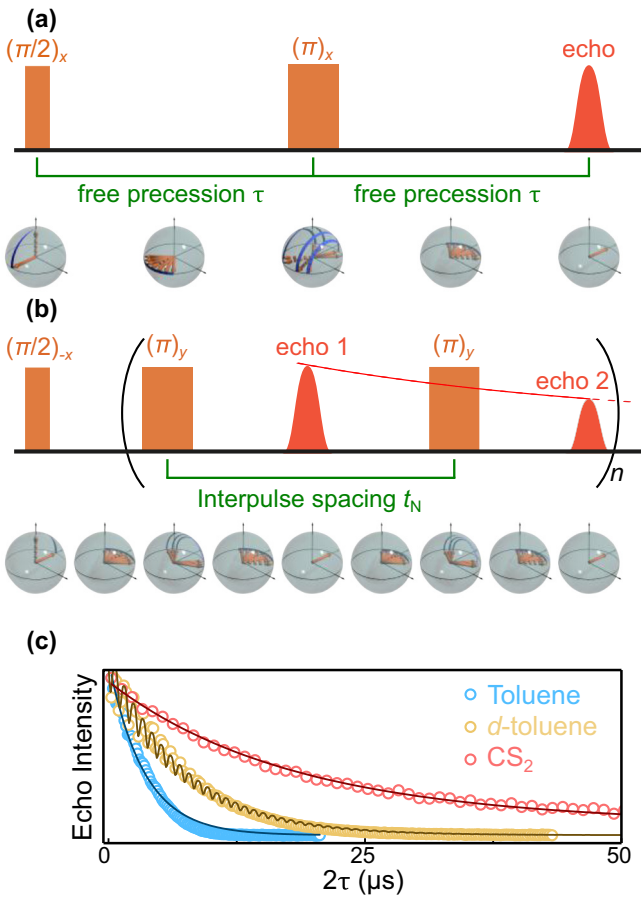 (a)
(π/2)x (π)x echo
free precession τ free precession τ
(b)
(π/2)-x (π)y echo 1 (π)y echo 2
n
Interpulse spacing tN
(c)
Echo Intensity
Toluene
d-toluene
CS2
0 25 50
2τ (μs)